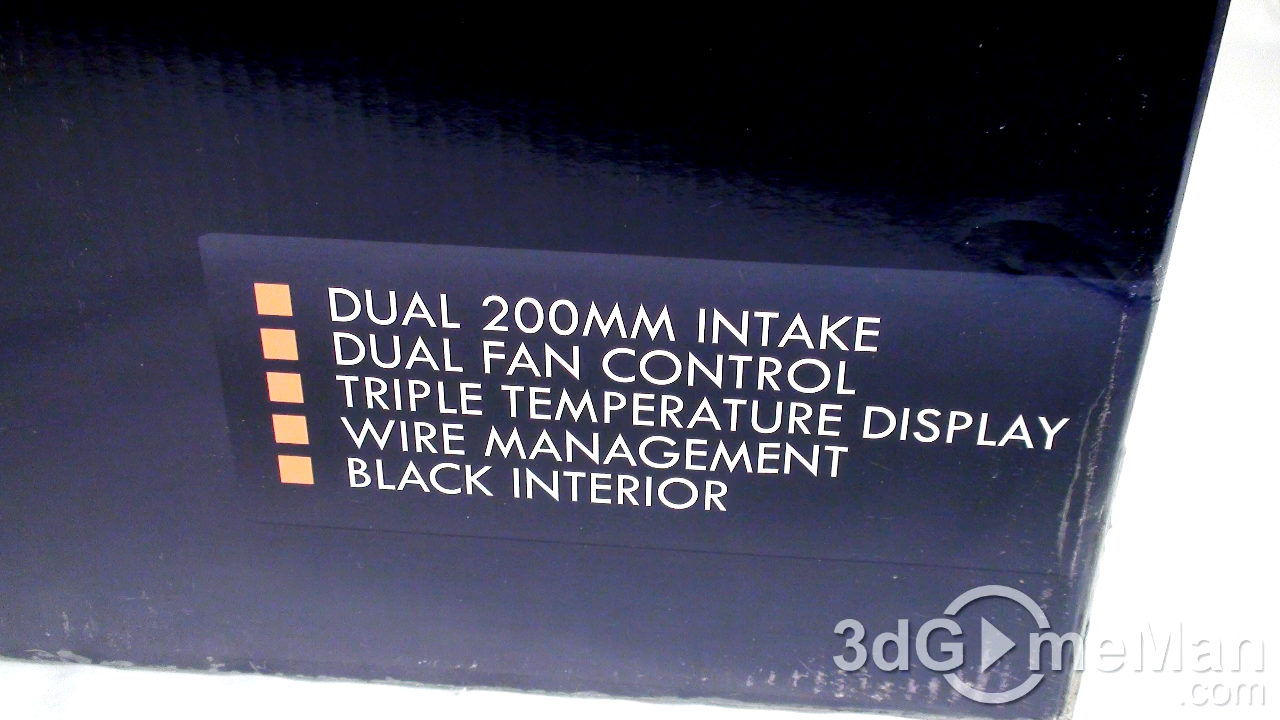 DUAL 200MM INTAKE
DUAL FAN CONTROL
TRIPLE TEMPERATURE DISPLAY
WIRE MANAGEMENT
BLACK INTERIOR
3dGameMan
.com